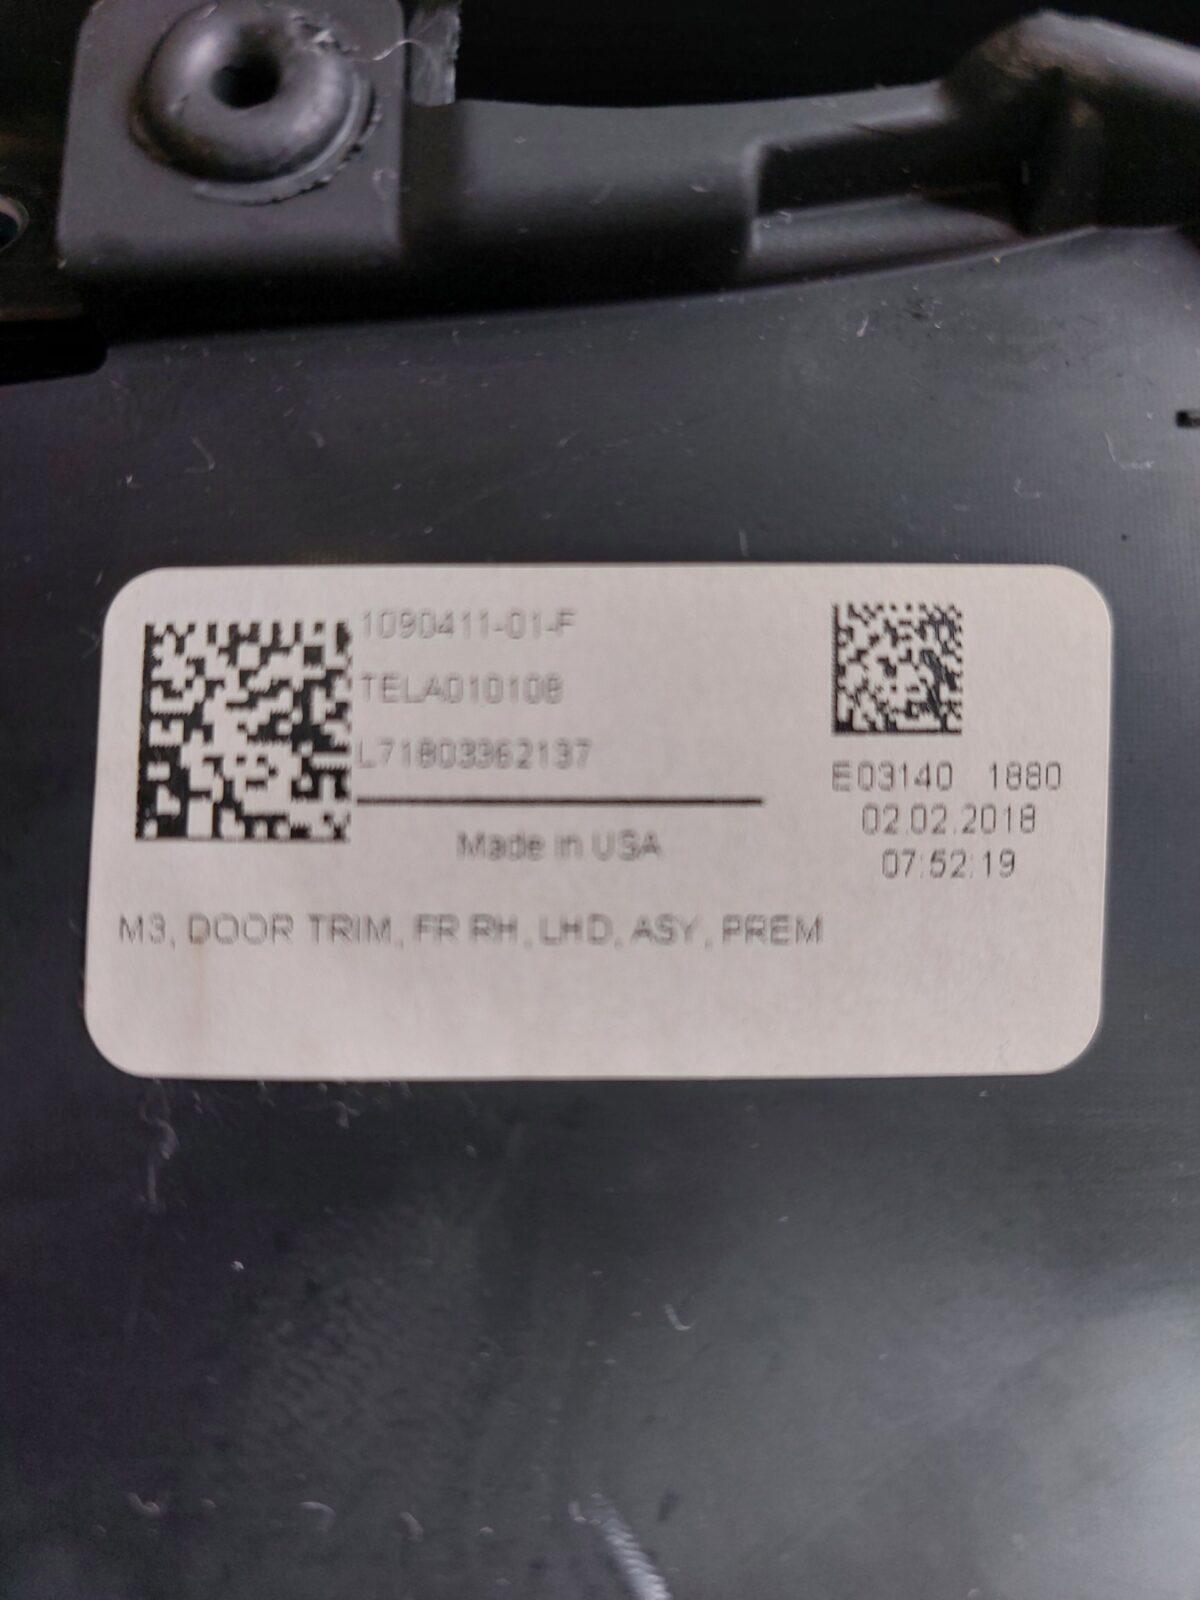 1090411-01-F
TELA010108
L71803362137
Made in USA
E03140 1880
02.02.2018
07:52:19
M3, DOOR TRIM, FR RH, LHD, ASY, PREM